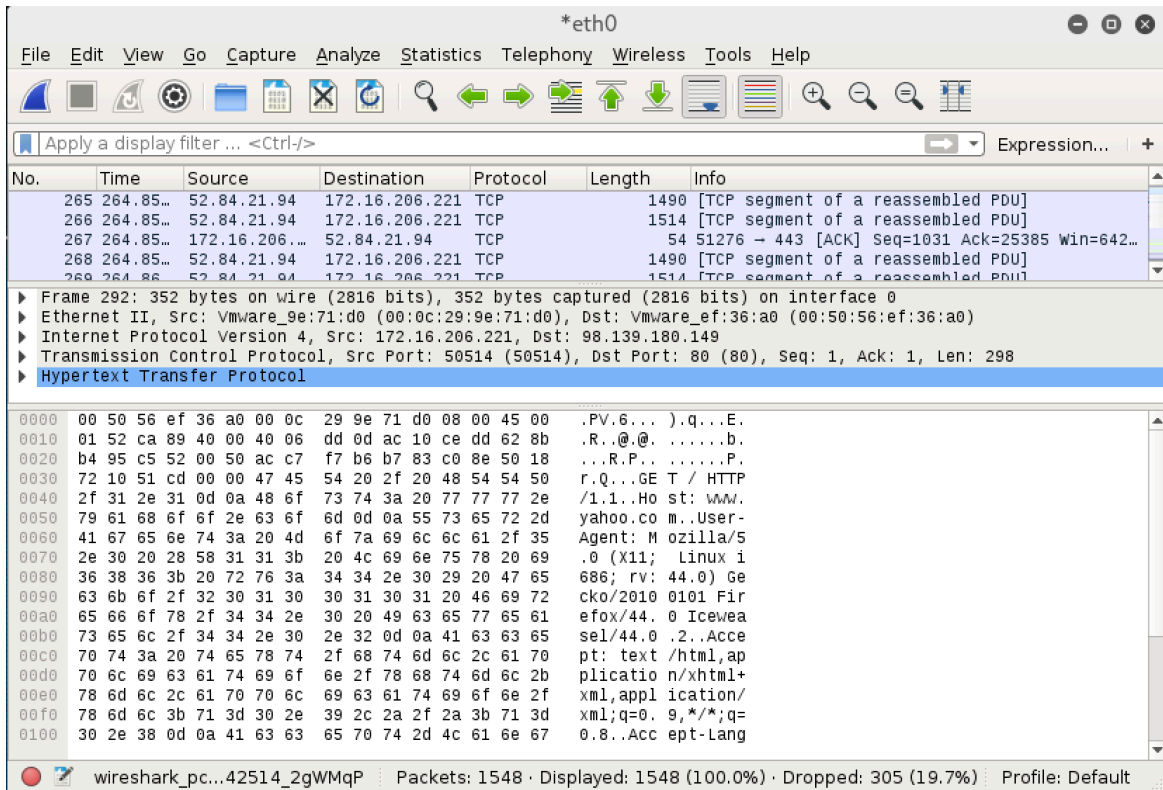 *eth0
File Edit View Go Capture Analyze Statistics Telephony Wireless Tools Help
Apply a display filter ... <Ctrl-/> Expression... +
No. Time Source Destination Protocol Length Info
265 264.85… 52.84.21.94 172.16.206.221 TCP 1490 [TCP segment of a reassembled PDU]
266 264.85… 52.84.21.94 172.16.206.221 TCP 1514 [TCP segment of a reassembled PDU]
267 264.85… 172.16.206.… 52.84.21.94 TCP 54 51276 → 443 [ACK] Seq=1031 Ack=25385 Win=642…
268 264.85… 52.84.21.94 172.16.206.221 TCP 1490 [TCP segment of a reassembled PDU]
269 264.86 52.84.21.94 172.16.206.221 TCP 1514 [TCP segment of a reassembled PDU]
Frame 292: 352 bytes on wire (2816 bits), 352 bytes captured (2816 bits) on interface 0
Ethernet II, Src: Vmware_9e:71:d0 (00:0c:29:9e:71:d0), Dst: Vmware_ef:36:a0 (00:50:56:ef:36:a0)
Internet Protocol Version 4, Src: 172.16.206.221, Dst: 98.139.180.149
Transmission Control Protocol, Src Port: 50514 (50514), Dst Port: 80 (80), Seq: 1, Ack: 1, Len: 298
Hypertext Transfer Protocol
0000 00 50 56 ef 36 a0 00 0c 29 9e 71 d0 08 00 45 00 .PV.6... ).q...E.
0010 01 52 ca 89 40 00 40 06 dd 0d ac 10 ce dd 62 8b .R..@.@. ......b.
0020 b4 95 c5 52 00 50 ac c7 f7 b6 b7 83 c0 8e 50 18 ...R.P.. ......P.
0030 72 10 51 cd 00 00 47 45 54 20 2f 20 48 54 54 50 r.Q...GE T / HTTP
0040 2f 31 2e 31 0d 0a 48 6f 73 74 3a 20 77 77 77 2e /1.1..Ho st: www.
0050 79 61 68 6f 6f 2e 63 6f 6d 0d 0a 55 73 65 72 2d yahoo.co m..User-
0060 41 67 65 6e 74 3a 20 4d 6f 7a 69 6c 6c 61 2f 35 Agent: M ozilla/5
0070 2e 30 20 28 58 31 31 3b 20 4c 69 6e 75 78 20 69 .0 (X11; Linux i
0080 36 38 36 3b 20 72 76 3a 34 34 2e 30 29 20 47 65 686; rv: 44.0) Ge
0090 63 6b 6f 2f 32 30 31 30 30 31 30 31 20 46 69 72 cko/2010 0101 Fir
00a0 65 66 6f 78 2f 34 34 2e 30 20 49 63 65 77 65 61 efox/44. 0 Icewea
00b0 73 65 6c 2f 34 34 2e 30 2e 32 0d 0a 41 63 63 65 sel/44.0 .2..Acce
00c0 70 74 3a 20 74 65 78 74 2f 68 74 6d 6c 2c 61 70 pt: text /html,ap
00d0 70 6c 69 63 61 74 69 6f 6e 2f 78 68 74 6d 6c 2b plicatio n/xhtml+
00e0 78 6d 6c 2c 61 70 70 6c 69 63 61 74 69 6f 6e 2f xml,appl ication/
00f0 78 6d 6c 3b 71 3d 30 2e 39 2c 2a 2f 2a 3b 71 3d xml;q=0. 9,*/*;q=
0100 30 2e 38 0d 0a 41 63 63 65 70 74 2d 4c 61 6e 67 0.8..Acc ept-Lang
wireshark_pc...42514_2gWMqP Packets: 1548 · Displayed: 1548 (100.0%) · Dropped: 305 (19.7%) Profile: Default